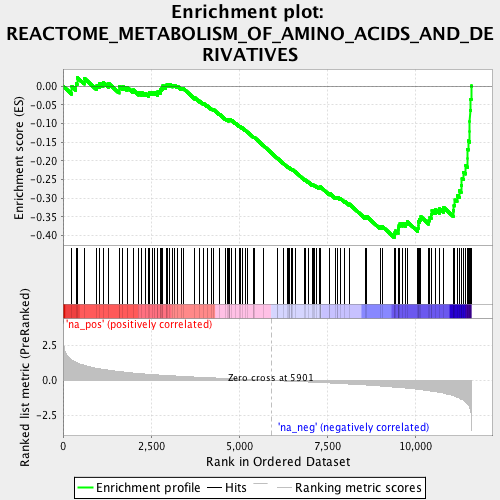 Enrichment plot:
REACTOME_METABOLISM_OF_AMINO_ACIDS_AND_DE
RIVATIVES
Enrichment score (ES)
0.00
-0.05
-0.10
-0.15
-0.20
-0.25
-0.30
-0.35
-0.40
'na_pos' (positively correlated)
Ranked list metric (PreRanked)
2.5
0.0
-2.5
Zero cross at 5901
'na_neg' (negatively correlated)
0
2,500
5,000
7,500
10,000
Rank in Ordered Dataset
Enrichment profile
Hits
Ranking metric scores